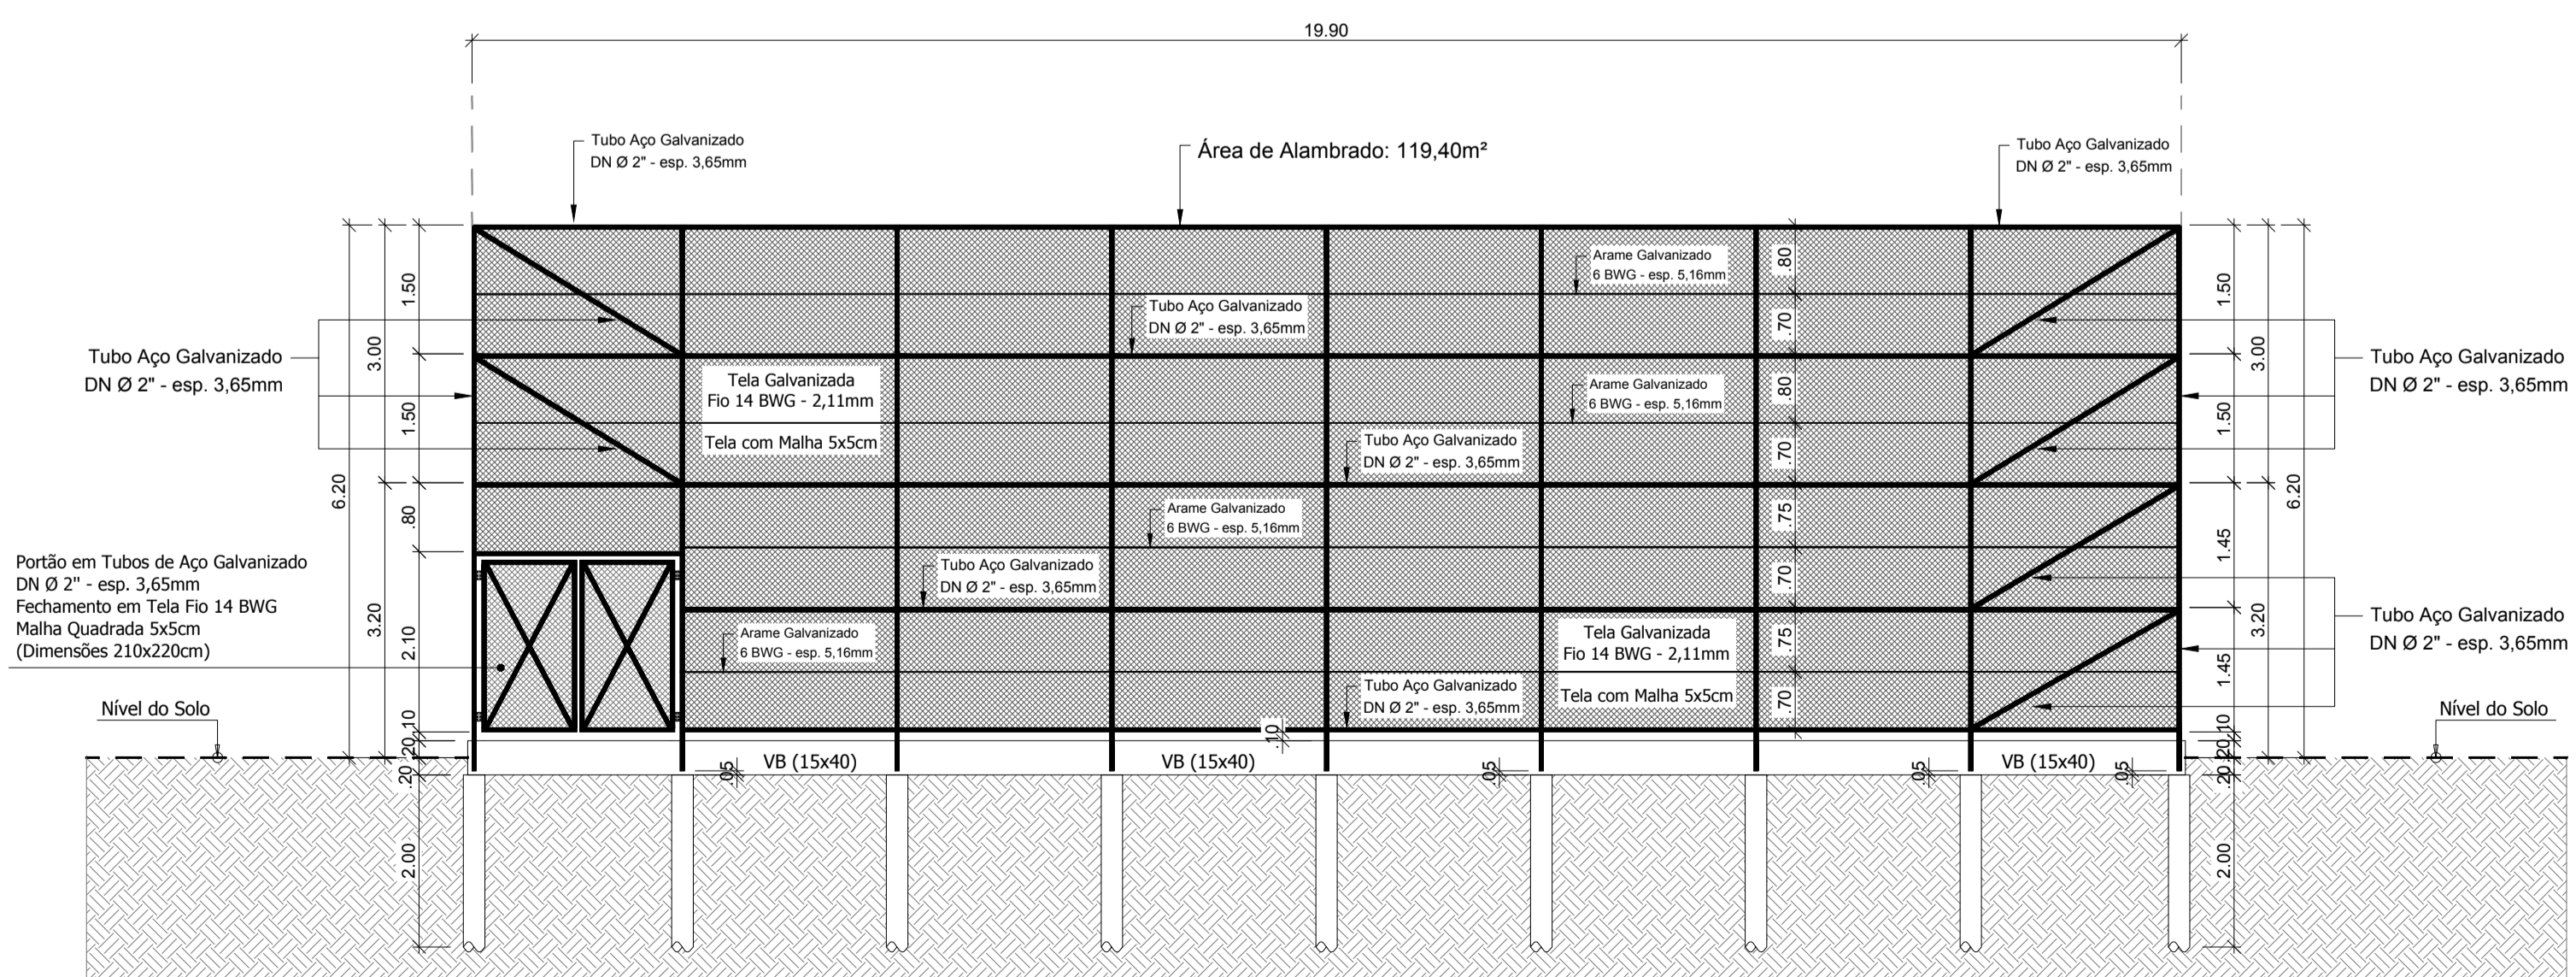 19.90
Tubo Aço Galvanizado
DN Ø 2" - esp. 3,65mm
Área de Alambrado: 119,40m²
Tubo Aço Galvanizado
DN Ø 2" - esp. 3,65mm
Arame Galvanizado
6 BWG - esp. 5,16mm
.80
1.50
1.50
Tubo Aço Galvanizado
DN Ø 2" - esp. 3,65mm
.70
Tubo Aço Galvanizado
DN Ø 2" - esp. 3,65mm
3.00
3.00
Tubo Aço Galvanizado
DN Ø 2" - esp. 3,65mm
Tela Galvanizada
Fio 14 BWG - 2,11mm
Tela com Malha 5x5cm
Arame Galvanizado
6 BWG - esp. 5,16mm
.80
1.50
1.50
Tubo Aço Galvanizado
DN Ø 2" - esp. 3,65mm
.70
6.20
6.20
.80
Arame Galvanizado
6 BWG - esp. 5,16mm
.75
1.45
Portão em Tubos de Aço Galvanizado
DN Ø 2" - esp. 3,65mm
Fechamento em Tela Fio 14 BWG
Malha Quadrada 5x5cm
(Dimensões 210x220cm)
3.20
2.10
Tubo Aço Galvanizado
DN Ø 2" - esp. 3,65mm
.70
3.20
Tubo Aço Galvanizado
DN Ø 2" - esp. 3,65mm
Arame Galvanizado
6 BWG - esp. 5,16mm
Tela Galvanizada
Fio 14 BWG - 2,11mm
Tela com Malha 5x5cm
.75
1.45
Tubo Aço Galvanizado
DN Ø 2" - esp. 3,65mm
.70
Nível do Solo
Nível do Solo
.10
.10
.10
.20
.20
VB (15x40)
VB (15x40)
VB (15x40)
.20
.05
.05
.05
.05
.20
2.00
2.00